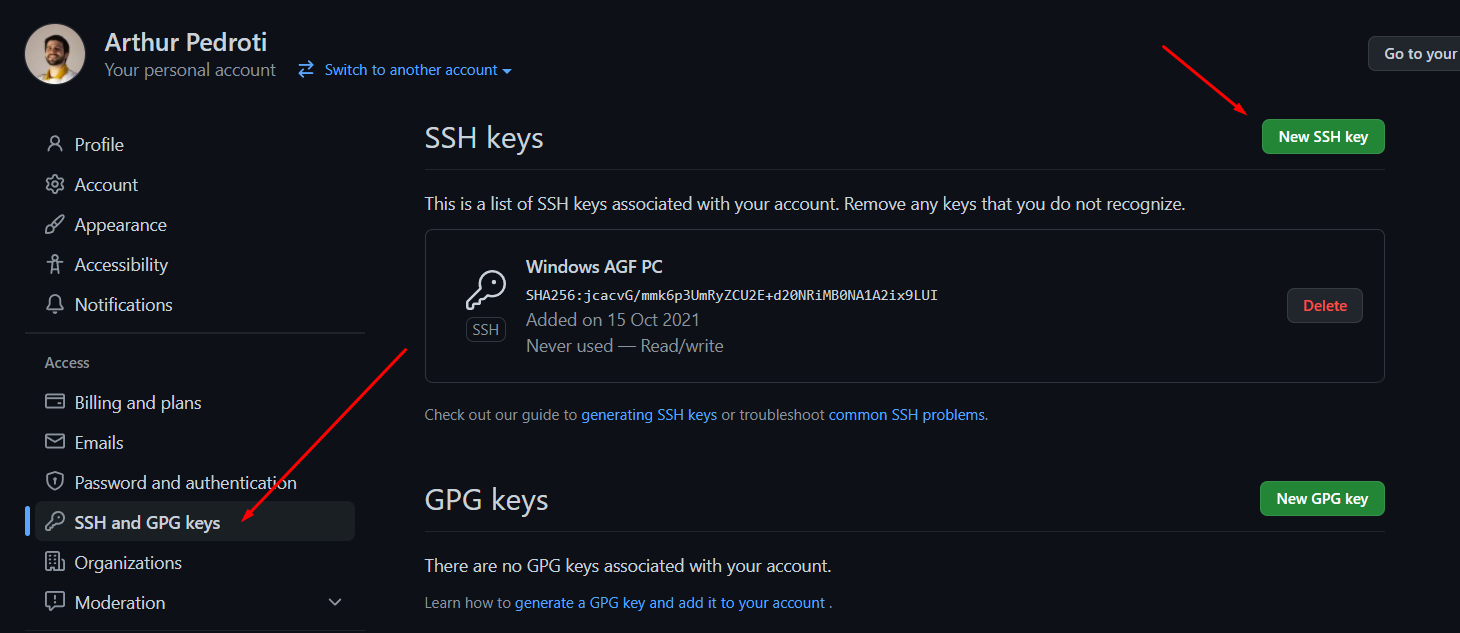 Arthur Pedroti
Your personal account
Switch to another account
Go to your
Profile
Account
Appearance
Accessibility
Notifications
Access
Billing and plans
Emails
Password and authentication
SSH and GPG keys
Organizations
Moderation
SSH keys
New SSH key
This is a list of SSH keys associated with your account. Remove any keys that you do not recognize.
Windows AGF PC
SHA256:jcacvG/mmk6p3UmRyZCU2E+d20NRiMB0NA1A2ix9LUI
Added on 15 Oct 2021
Never used — Read/write
SSH
Delete
Check out our guide to generating SSH keys or troubleshoot common SSH problems.
GPG keys
New GPG key
There are no GPG keys associated with your account.
Learn how to generate a GPG key and add it to your account .